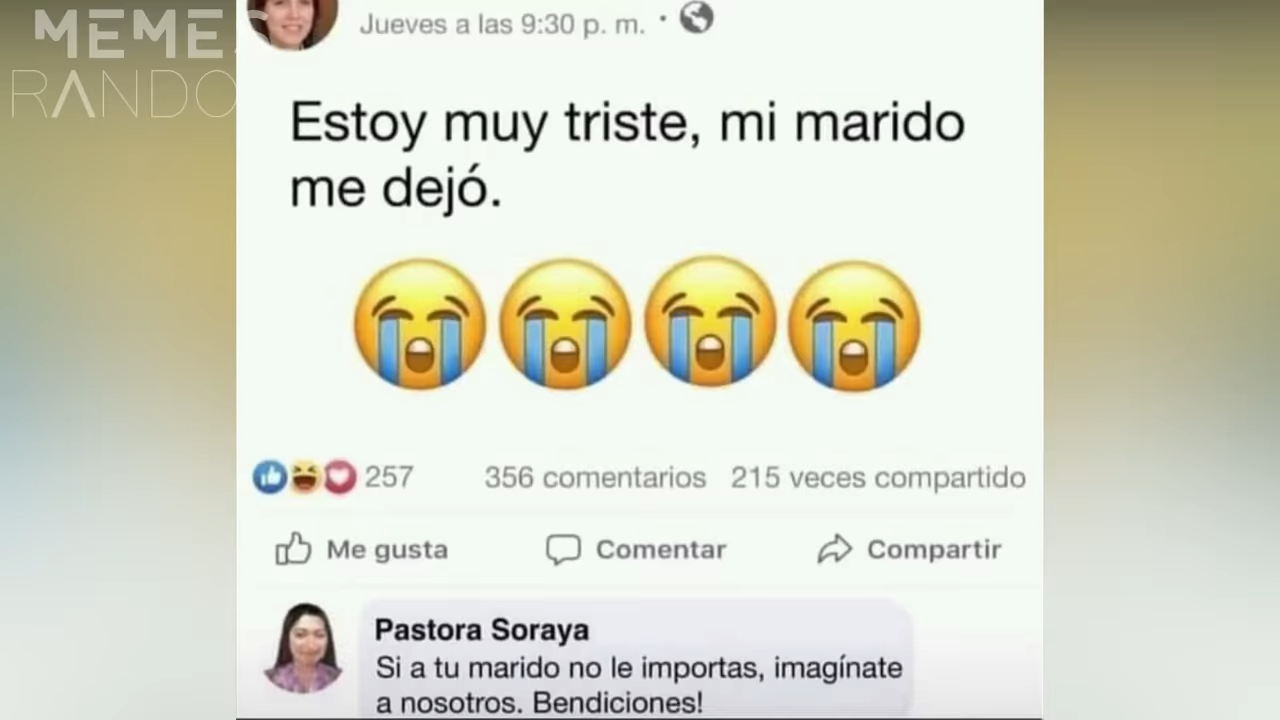 MEMES
RANDO
Jueves a las 9:30 p. m. ·
Estoy muy triste, mi marido
me dejó.
257 356 comentarios 215 veces compartido
Me gusta Comentar Compartir
Pastora Soraya
Si a tu marido no le importas, imagínate
a nosotros. Bendiciones!